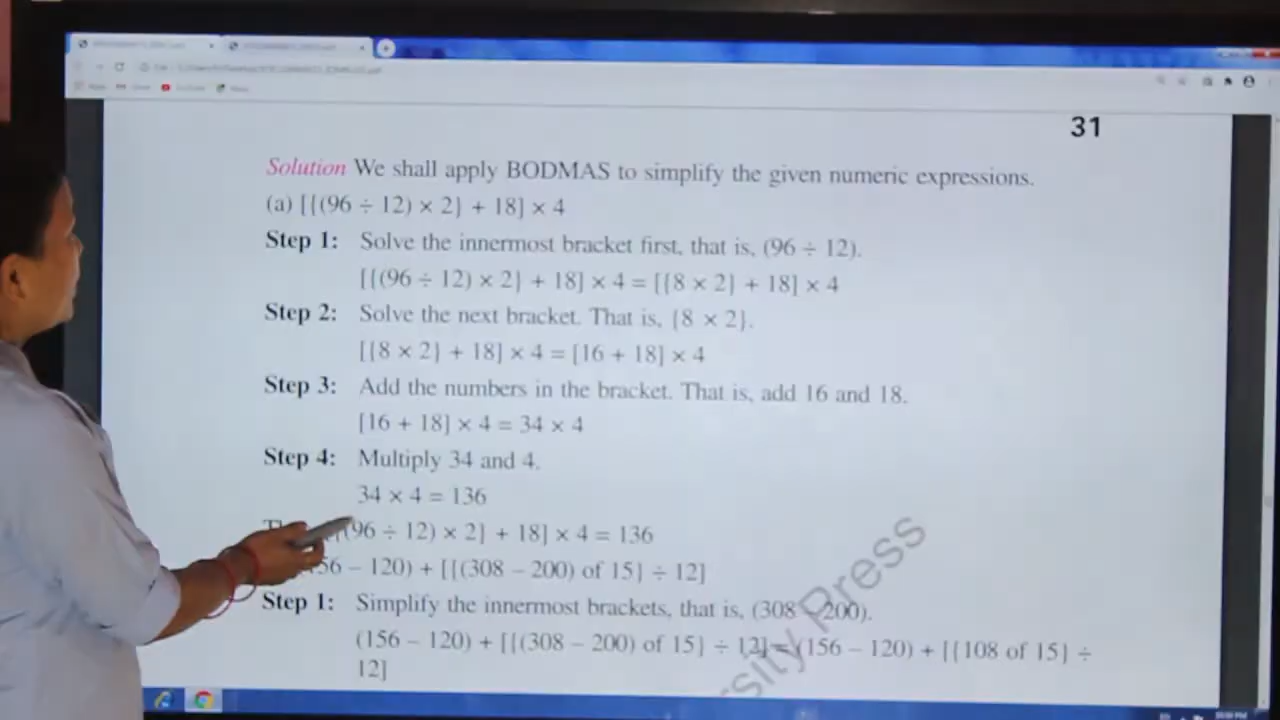 31
Solution We shall apply BODMAS to simplify the given numeric expressions.
(a) [{(96 ÷ 12) × 2} + 18] × 4
Step 1: Solve the innermost bracket first, that is, (96 ÷ 12).
[{(96 ÷ 12) × 2} + 18] × 4 = [{8 × 2} + 18] × 4
Step 2: Solve the next bracket. That is, {8 × 2}.
[{8 × 2} + 18] × 4 = [16 + 18] × 4
Step 3: Add the numbers in the bracket. That is, add 16 and 18.
[16 + 18] × 4 = 34 × 4
Step 4: Multiply 34 and 4.
34 × 4 = 136
(96 ÷ 12) × 2} + 18] × 4 = 136
56 – 120) + [{(308 – 200) of 15} ÷ 12]
Step 1: Simplify the innermost brackets, that is, (308 – 200).
(156 – 120) + [{(308 – 200) of 15} ÷ 12] = (156 – 120) + [{108 of 15} ÷
12]
rsity Press